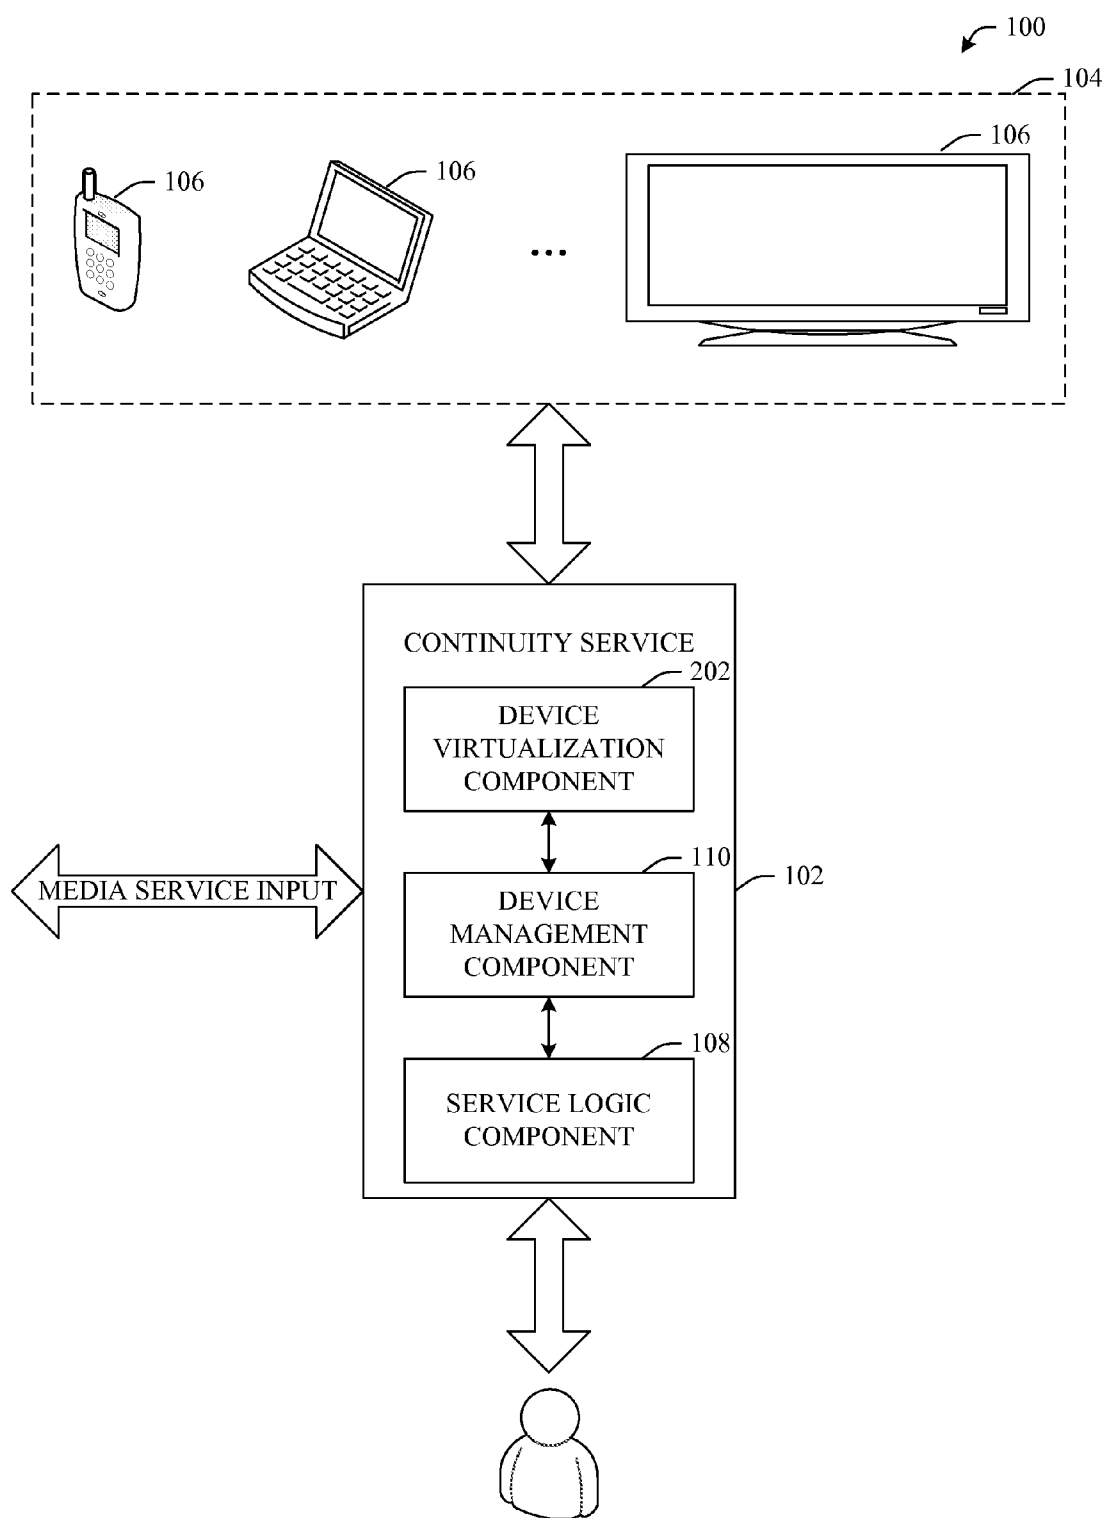 100
104
106
106
106
...
CONTINUITY SERVICE
202
DEVICE
VIRTUALIZATION
COMPONENT
110
MEDIA SERVICE INPUT
102
DEVICE
MANAGEMENT
COMPONENT
108
SERVICE LOGIC
COMPONENT